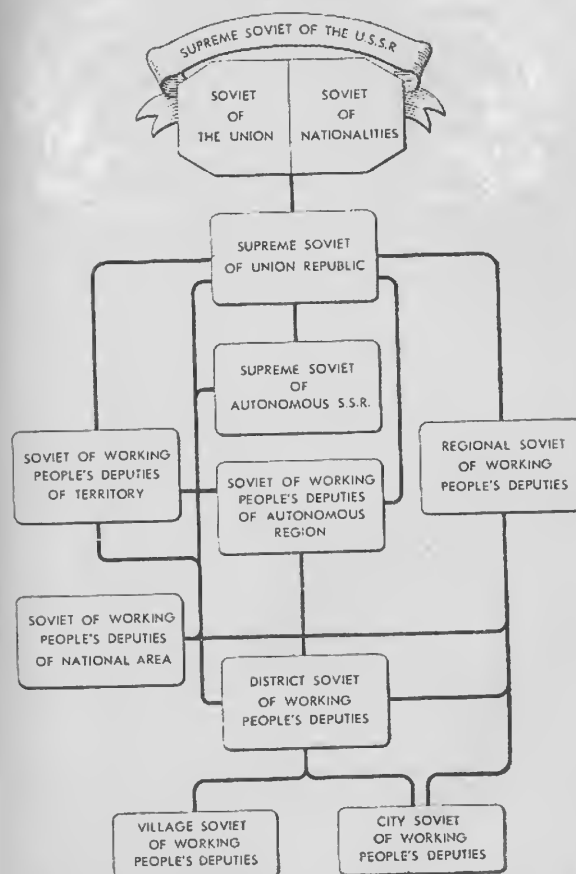 SUPREME SOVIET OF THE U.S.S.R
SOVIET
OF
THE UNION
SOVIET
OF
NATIONALITIES
SUPREME SOVIET
OF UNION REPUBLIC
SUPREME SOVIET
OF
AUTONOMOUS S.S.R.
SOVIET OF WORKING
PEOPLE'S DEPUTIES
OF TERRITORY
SOVIET OF WORKING
PEOPLE'S DEPUTIES
OF AUTONOMOUS
REGION
REGIONAL SOVIET
OF WORKING
PEOPLE'S DEPUTIES
SOVIET OF WORKING
PEOPLE'S DEPUTIES
OF NATIONAL AREA
DISTRICT SOVIET
OF WORKING
PEOPLE'S DEPUTIES
VILLAGE SOVIET
OF WORKING
PEOPLE'S DEPUTIES
CITY SOVIET
OF WORKING
PEOPLE'S DEPUTIES